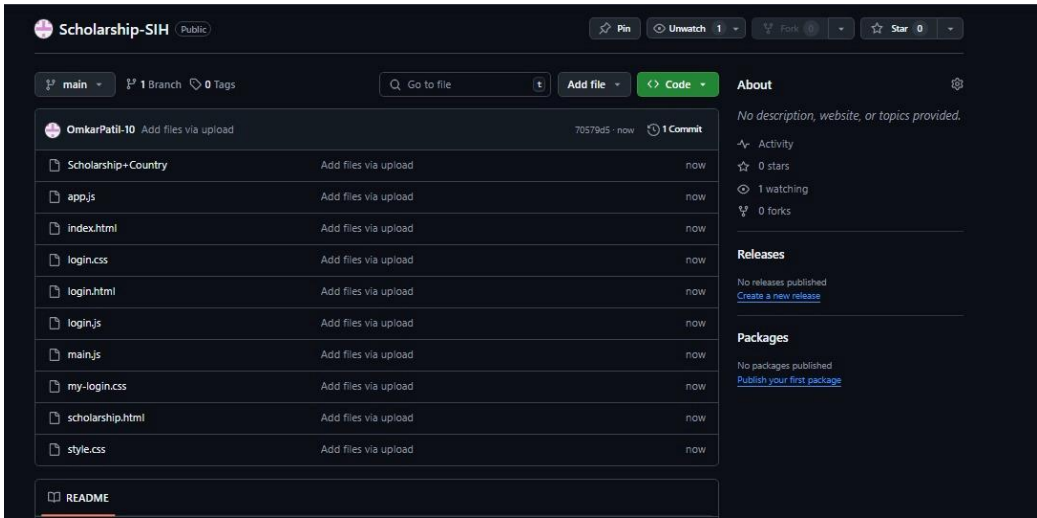 Scholarship-SIH Public
Pin Unwatch 1 Fork 0 Star 0
main 1 Branch 0 Tags Go to file t Add file Code
OmkarPatil-10 Add files via upload 70579d5 · now 1 Commit
Scholarship+Country Add files via upload now
app.js Add files via upload now
index.html Add files via upload now
login.css Add files via upload now
login.html Add files via upload now
login.js Add files via upload now
main.js Add files via upload now
my-login.css Add files via upload now
scholarship.html Add files via upload now
style.css Add files via upload now
README
About
No description, website, or topics provided.
Activity
0 stars
1 watching
0 forks
Releases
No releases published
Create a new release
Packages
No packages published
Publish your first package